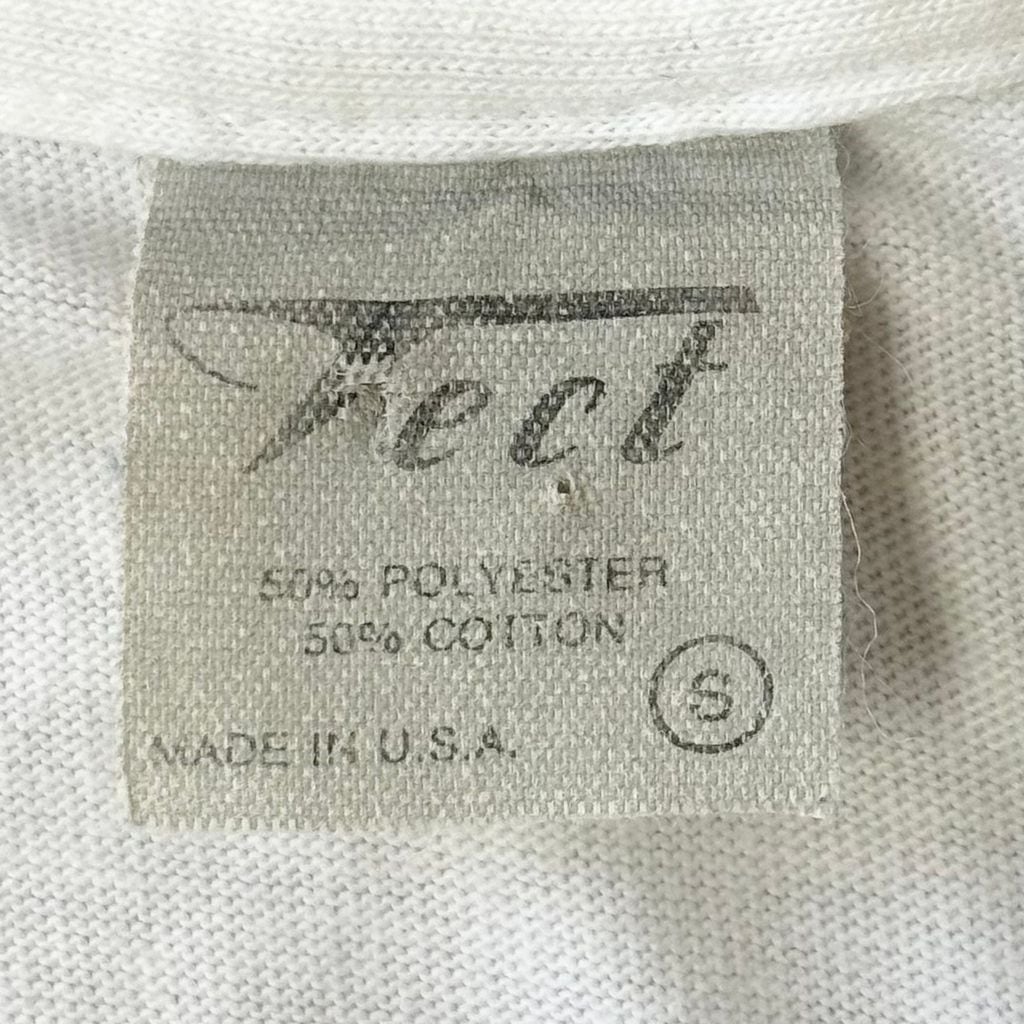 Tect
50% POLYESTER
50% COTTON
S
MADE IN U.S.A.